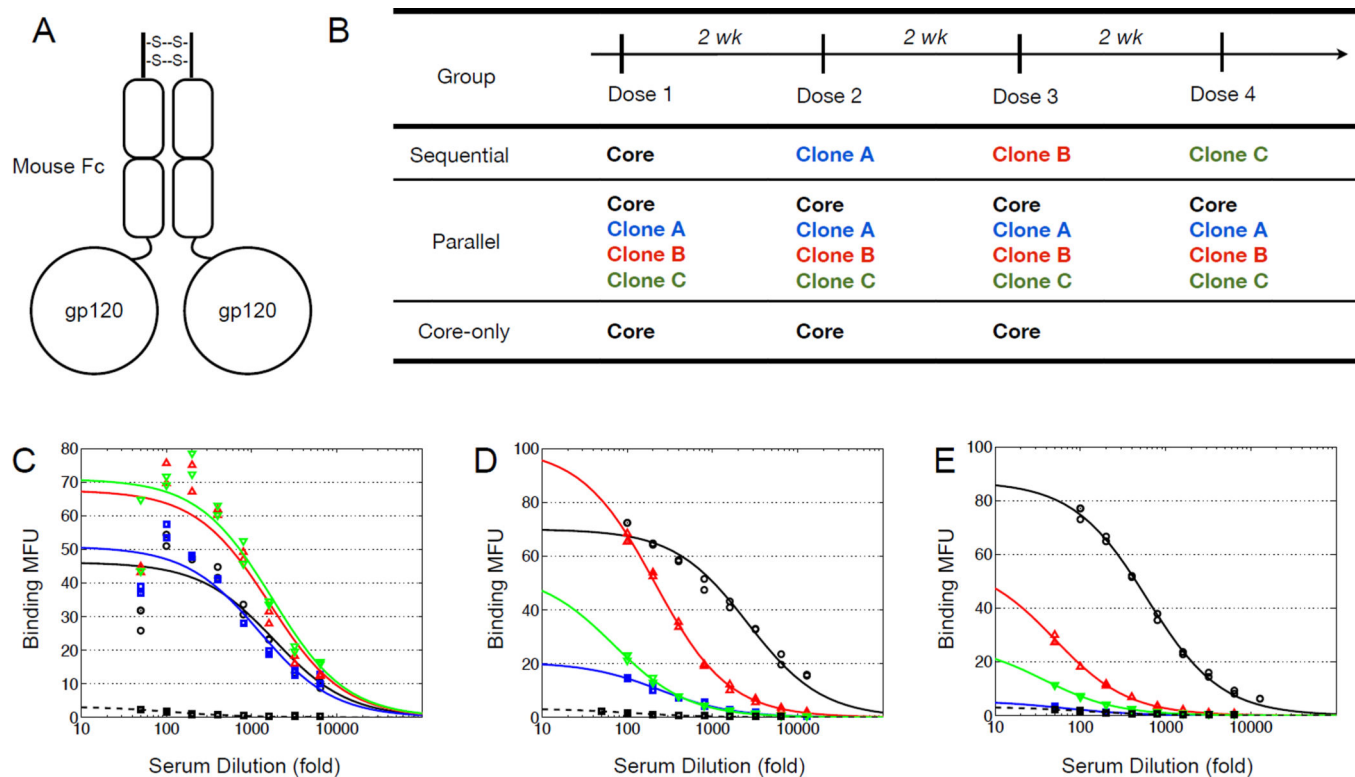 A
-S--S-
-S--S-
Mouse Fc
gp120 gp120
B
Group
2 wk 2 wk 2 wk
Dose 1 Dose 2 Dose 3 Dose 4
Sequential Core Clone A Clone B Clone C
Parallel
Core Core Core Core
Clone A Clone A Clone A Clone A
Clone B Clone B Clone B Clone B
Clone C Clone C Clone C Clone C
Core-only Core Core Core
C
Binding MFU
80
70
60
50
40
30
20
10
0
10 100 1000 10000
Serum Dilution (fold)
D
Binding MFU
100
80
60
40
20
0
10 100 1000 10000
Serum Dilution (fold)
E
Binding MFU
100
80
60
40
20
0
10 100 1000 10000
Serum Dilution (fold)